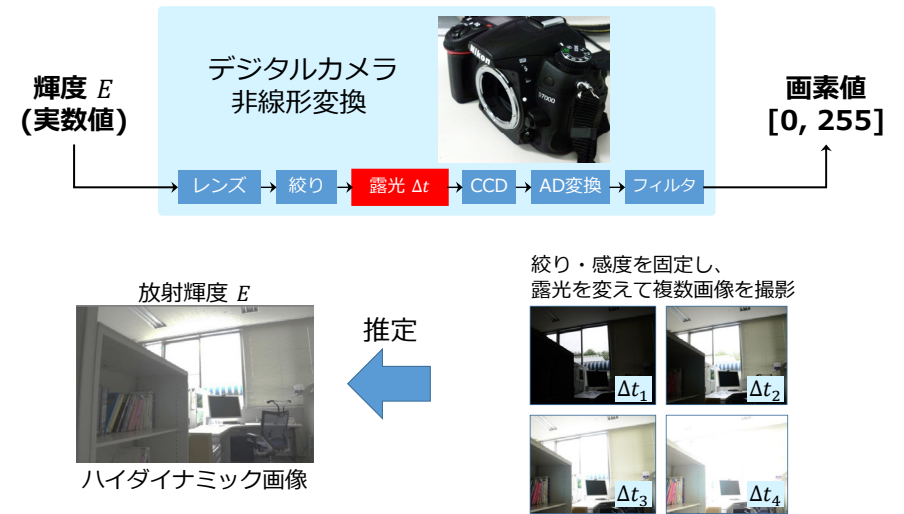 デジタルカメラ
非線形変換
Nikon
D7000
輝度 E
(実数値)
画素値
[0, 255]
レンズ
絞り
露光 Δt
CCD
AD変換
フィルタ
絞り・感度を固定し、
露光を変えて複数画像を撮影
放射輝度 E
推定
Δt₁
Δt₂
Δt₃
Δt₄
ハイダイナミック画像